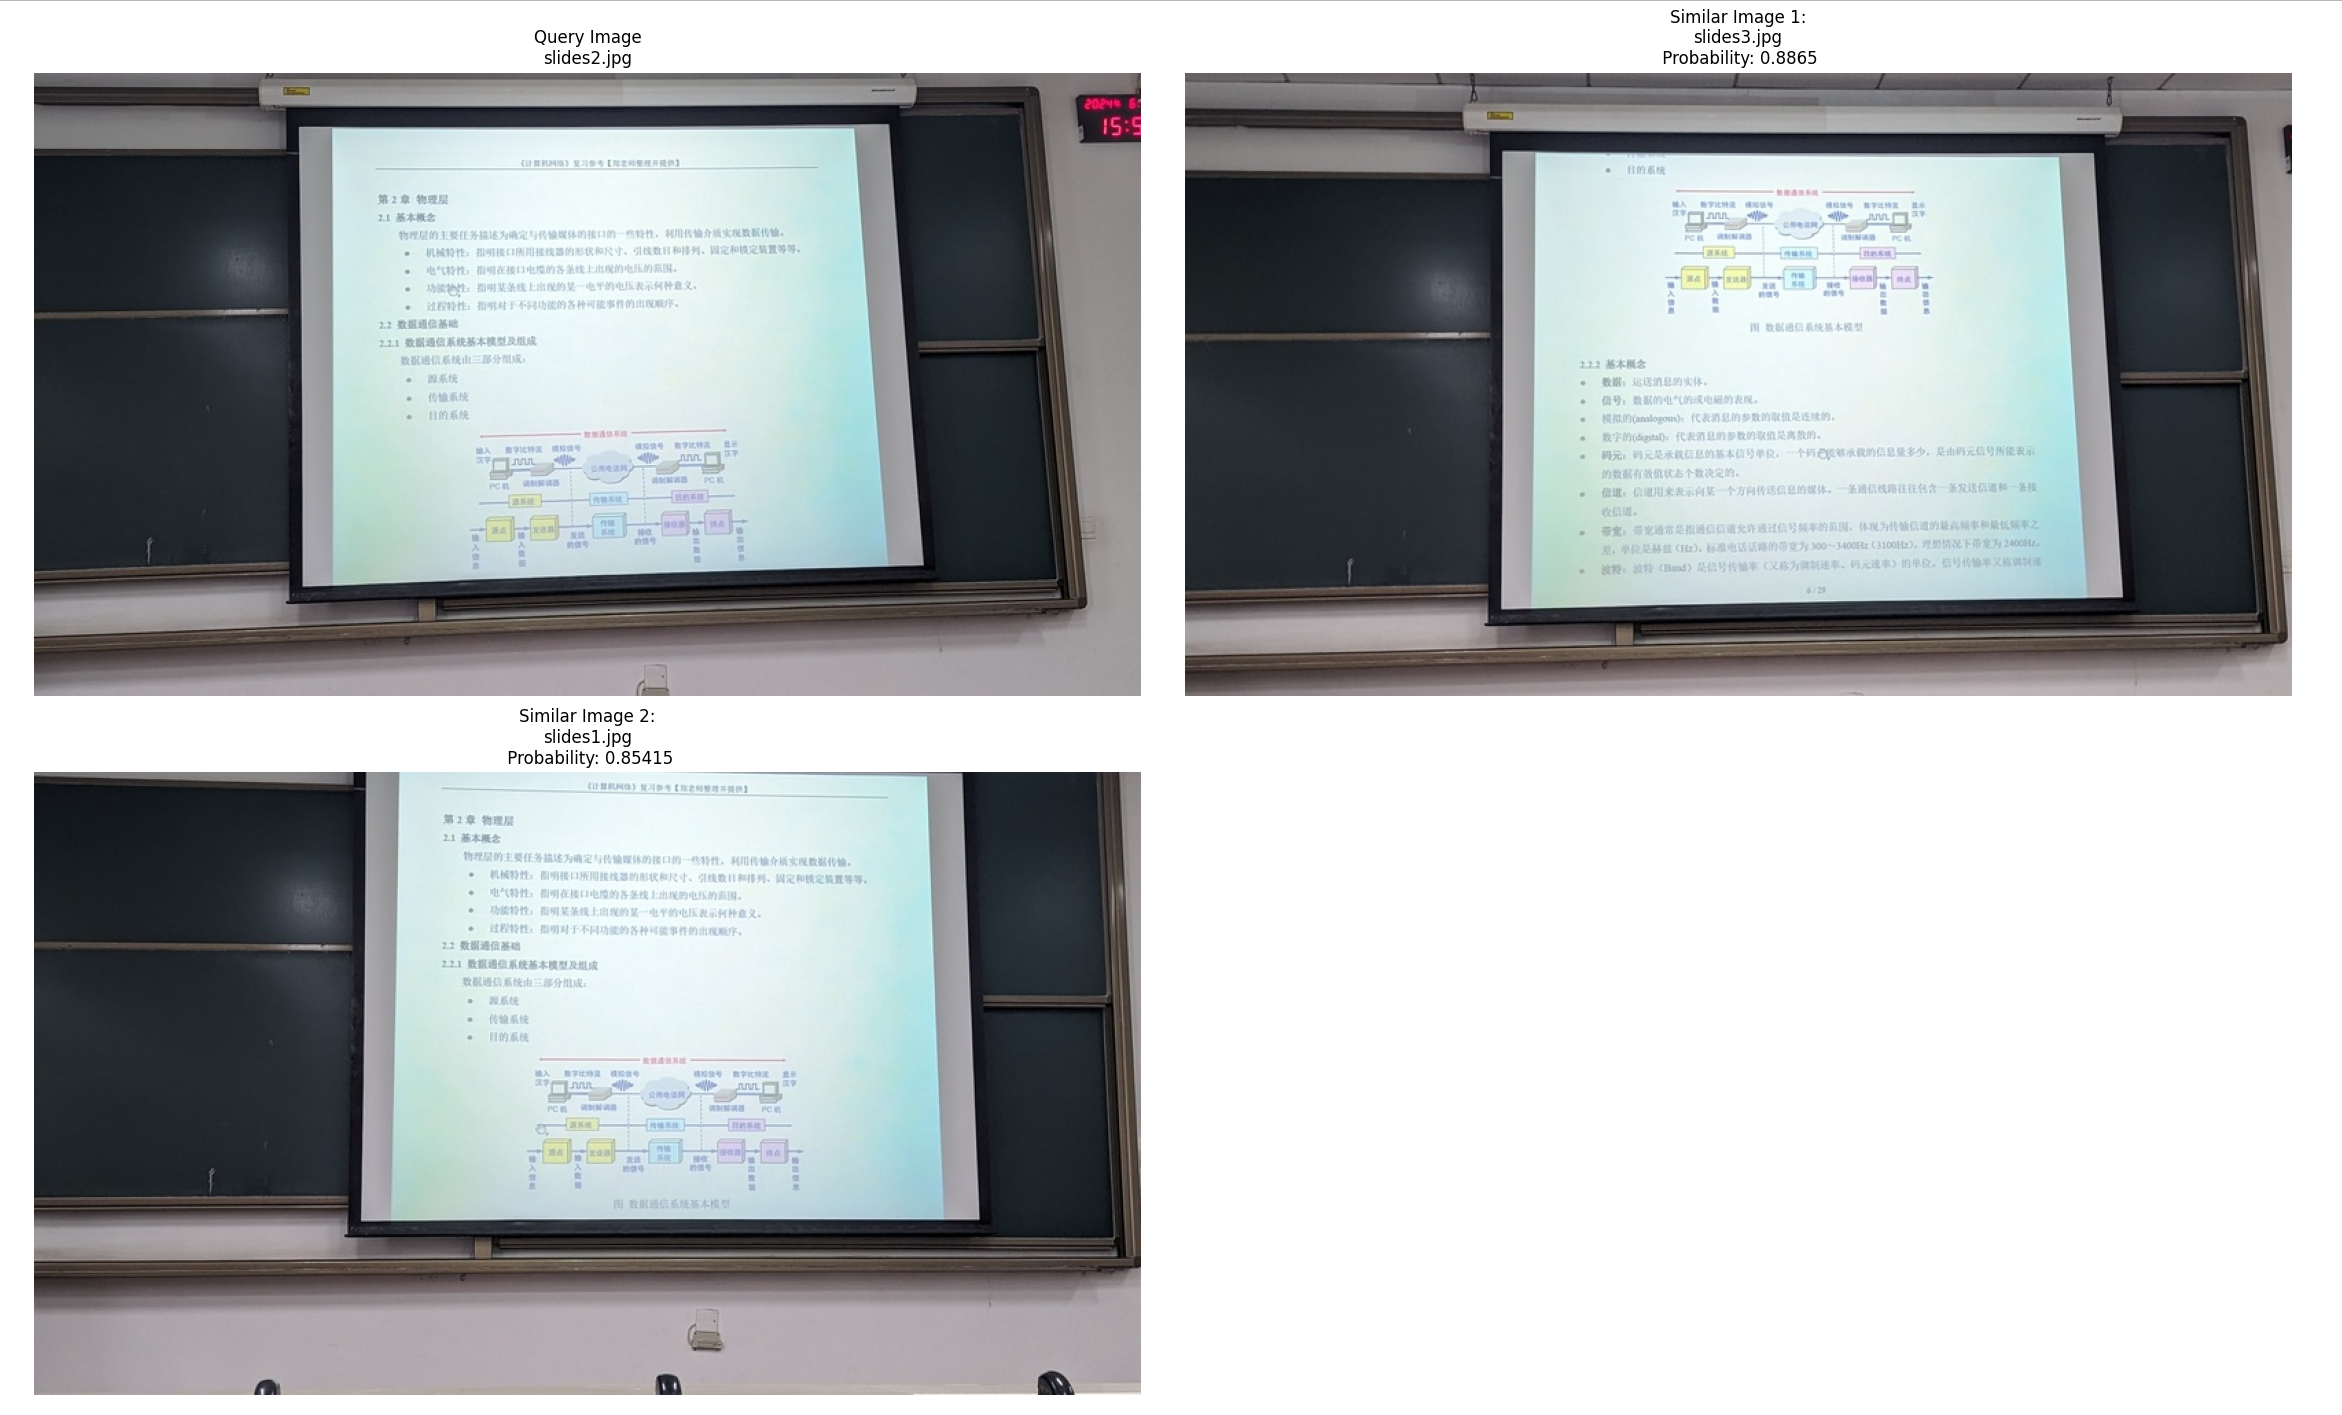 Query Image
slides2.jpg
2024年 6:
15:5
《计算机网络》复习参考【郑老师整理并提供】
第 2 章 物理层
2.1 基本概念
物理层的主要任务描述为确定与传输媒体的接口的一些特性，利用传输介质实现数据传输。
● 机械特性：指明接口所用接线器的形状和尺寸、引线数目和排列、固定和锁定装置等等。
● 电气特性：指明在接口电缆的各条线上出现的电压的范围。
● 功能特性：指明某条线上出现的某一电平的电压表示何种意义。
● 过程特性：指明对于不同功能的各种可能事件的出现顺序。
2.2 数据通信基础
2.2.1 数据通信系统基本模型及组成
数据通信系统由三部分组成：
● 源系统
● 传输系统
● 目的系统
数据通信系统
输入汉字 数字比特流 模拟信号 模拟信号 数字比特流 显示汉字
公用电话网
PC 机 调制解调器 调制解调器 PC 机
源系统 传输系统 目的系统
源点 发送器 传输系统 接收器 终点
输入信息 输入数据 发送的信号 接收的信号 输出数据 输出信息
Similar Image 1:
slides3.jpg
Probability: 0.8865
● 传输系统
● 目的系统
数据通信系统
输入汉字 数字比特流 模拟信号 模拟信号 数字比特流 显示汉字
公用电话网
PC 机 调制解调器 调制解调器 PC 机
源系统 传输系统 目的系统
源点 发送器 传输系统 接收器 终点
输入信息 输入数据 发送的信号 接收的信号 输出数据 输出信息
图 数据通信系统基本模型
2.2.2 基本概念
● 数据：运送消息的实体。
● 信号：数据的电气的或电磁的表现。
● 模拟的(analogous)：代表消息的参数的取值是连续的。
● 数字的(digital)：代表消息的参数的取值是离散的。
● 码元：码元是承载信息的基本信号单位，一个码元能够承载的信息量多少，是由码元信号所能表示
的数据有效值状态个数决定的。
● 信道：信道用来表示向某一个方向传送信息的媒体。一条通信线路往往包含一条发送信道和一条接
收信道。
● 带宽：带宽通常是指通信信道允许通过信号频率的范围，体现为传输信道的最高频率和最低频率之
差，单位是赫兹（Hz）。标准电话话路的带宽为 300～3400Hz（3100Hz），理想情况下带宽为 2400Hz。
● 波特：波特（Baud）是信号传输率（又称为调制速率、码元速率）的单位。信号传输率又称调制速
6 / 29
Similar Image 2:
slides1.jpg
Probability: 0.85415
《计算机网络》复习参考【郑老师整理并提供】
第 2 章 物理层
2.1 基本概念
物理层的主要任务描述为确定与传输媒体的接口的一些特性，利用传输介质实现数据传输。
● 机械特性：指明接口所用接线器的形状和尺寸、引线数目和排列、固定和锁定装置等等。
● 电气特性：指明在接口电缆的各条线上出现的电压的范围。
● 功能特性：指明某条线上出现的某一电平的电压表示何种意义。
● 过程特性：指明对于不同功能的各种可能事件的出现顺序。
2.2 数据通信基础
2.2.1 数据通信系统基本模型及组成
数据通信系统由三部分组成：
● 源系统
● 传输系统
● 目的系统
数据通信系统
输入汉字 数字比特流 模拟信号 模拟信号 数字比特流 显示汉字
公用电话网
PC 机 调制解调器 调制解调器 PC 机
源系统 传输系统 目的系统
源点 发送器 传输系统 接收器 终点
输入信息 输入数据 发送的信号 接收的信号 输出数据 输出信息
图 数据通信系统基本模型